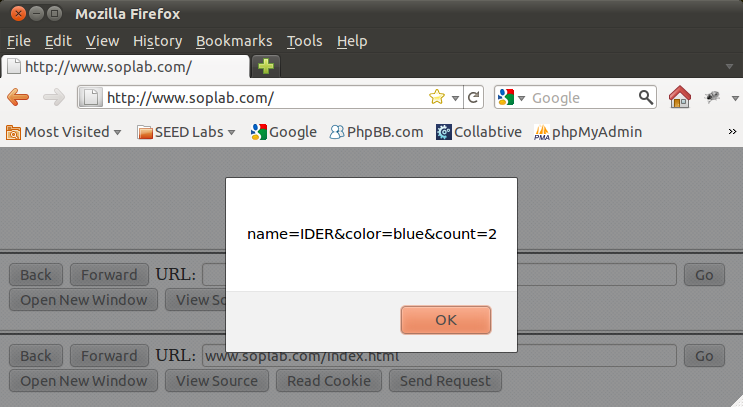 Mozilla Firefox
File Edit View History Bookmarks Tools Help
http://www.soplab.com/
http://www.soplab.com/ Google
Most Visited SEED Labs Google PhpBB.com Collabtive PMA phpMyAdmin »
name=IDER&color=blue&count=2
Back Forward URL: Go
Open New Window View So
OK
Back Forward URL: www.soplab.com/index.html Go
Open New Window View Source Read Cookie Send Request